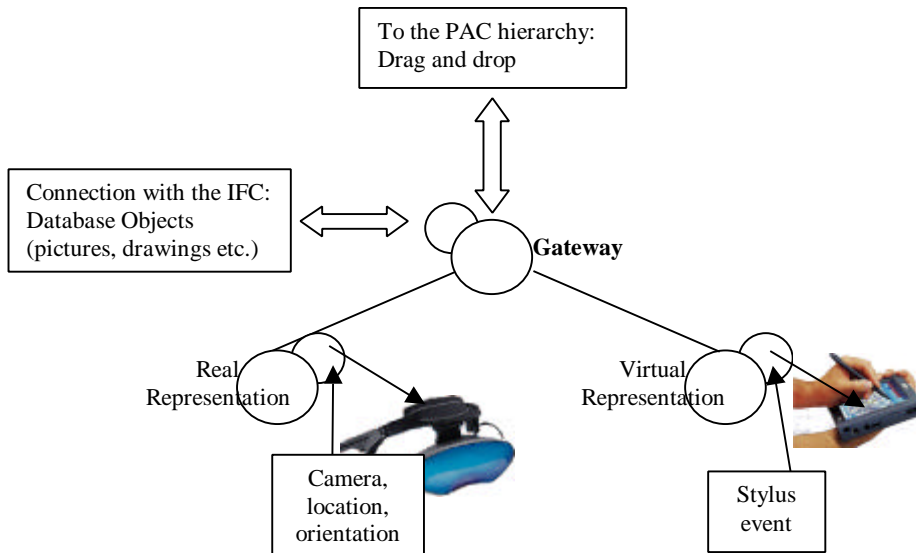 To the PAC hierarchy:
Drag and drop
Connection with the IFC:
Database Objects
(pictures, drawings etc.)
Gateway
Real
Representation
Virtual
Representation
Camera,
location,
orientation
Stylus
event